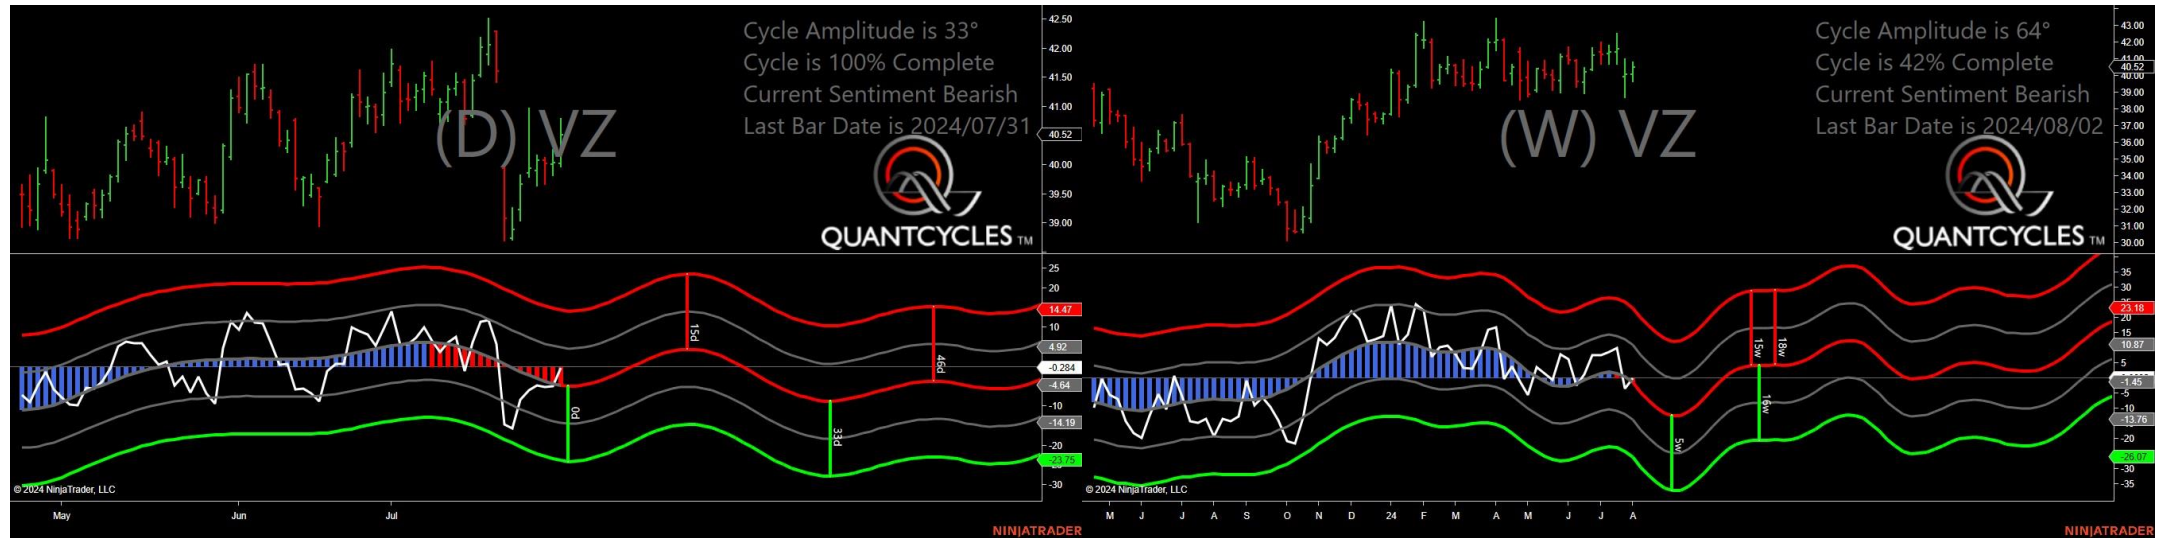 Cycle Amplitude is 33°
Cycle is 100% Complete
Current Sentiment Bearish
Last Bar Date is 2024/07/31
(D) VZ
QUANTCYCLES TM
42.50
42.00
41.50
41.00
40.52
40.00
39.50
39.00
25
20
14.47
10
4.92
-0.284
-4.64
-10
-14.19
-20
-23.75
-30
15d
46d
0d
33d
© 2024 NinjaTrader, LLC
May
Jun
Jul
NINJATRADER
Cycle Amplitude is 64°
Cycle is 42% Complete
Current Sentiment Bearish
Last Bar Date is 2024/08/02
(W) VZ
QUANTCYCLES TM
43.00
42.00
41.00
40.52
40.00
39.00
38.00
37.00
36.00
35.00
34.00
33.00
32.00
31.00
30.00
35
30
23.18
20
15
10.87
5
-1.45
-5
-10
-13.76
-20
-26.07
-30
-35
15w
18w
16w
5w
© 2024 NinjaTrader, LLC
M
J
J
A
S
O
N
D
24
F
M
A
M
J
J
A
NINJATRADER